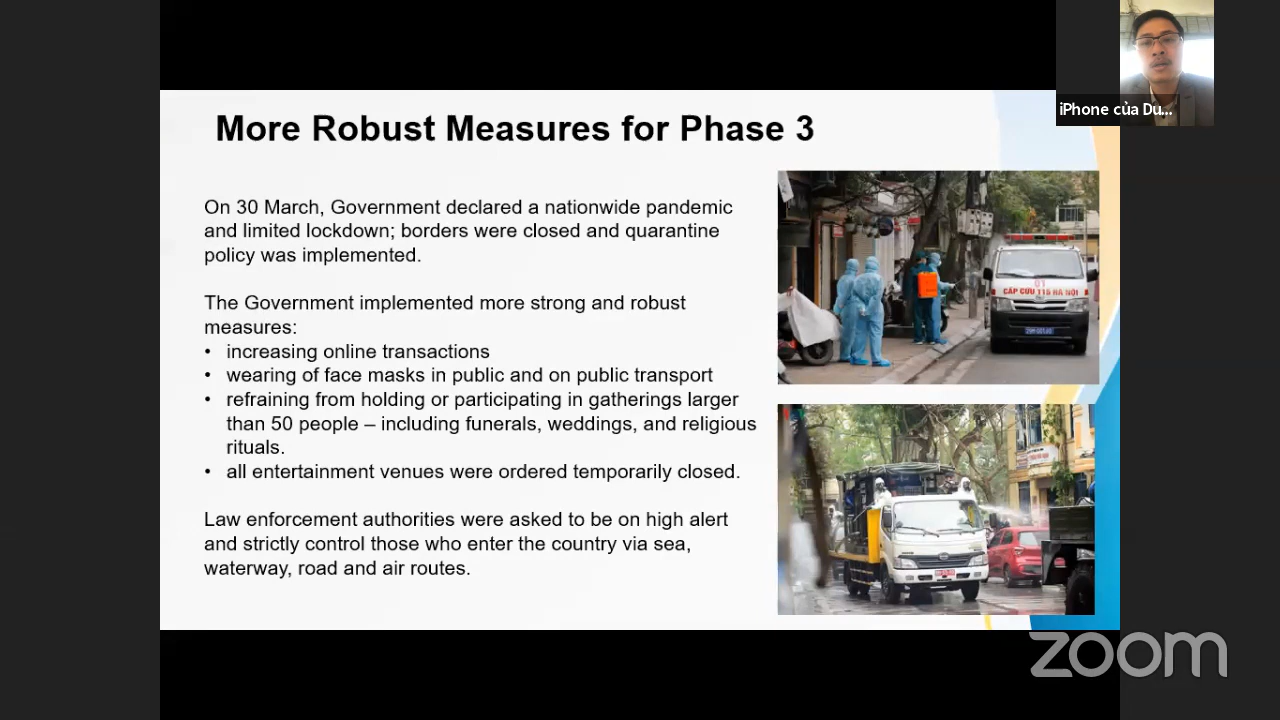 iPhone của Du...
More Robust Measures for Phase 3
On 30 March, Government declared a nationwide pandemic
and limited lockdown; borders were closed and quarantine
policy was implemented.
The Government implemented more strong and robust
measures:
• increasing online transactions
• wearing of face masks in public and on public transport
• refraining from holding or participating in gatherings larger
than 50 people – including funerals, weddings, and religious
rituals.
• all entertainment venues were ordered temporarily closed.
Law enforcement authorities were asked to be on high alert
and strictly control those who enter the country via sea,
waterway, road and air routes.
CẤP CỨU 115 HÀ NỘI
zoom